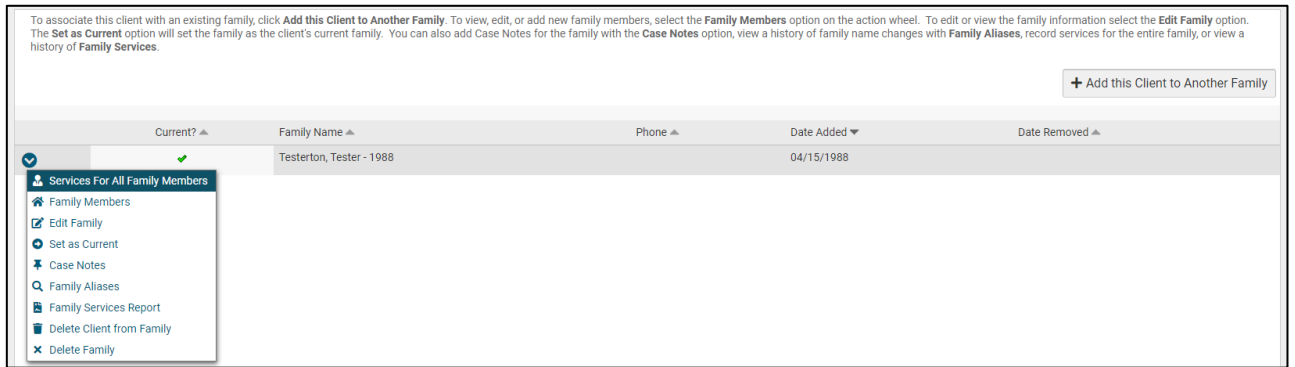 To associate this client with an existing family, click Add this Client to Another Family. To view, edit, or add new family members, select the Family Members option on the action wheel. To edit or view the family information select the Edit Family option.
The Set as Current option will set the family as the client's current family. You can also add Case Notes for the family with the Case Notes option, view a history of family name changes with Family Aliases, record services for the entire family, or view a
history of Family Services.
+ Add this Client to Another Family
Current? Family Name Phone Date Added Date Removed
Testerton, Tester - 1988 04/15/1988
Services For All Family Members
Family Members
Edit Family
Set as Current
Case Notes
Family Aliases
Family Services Report
Delete Client from Family
Delete Family